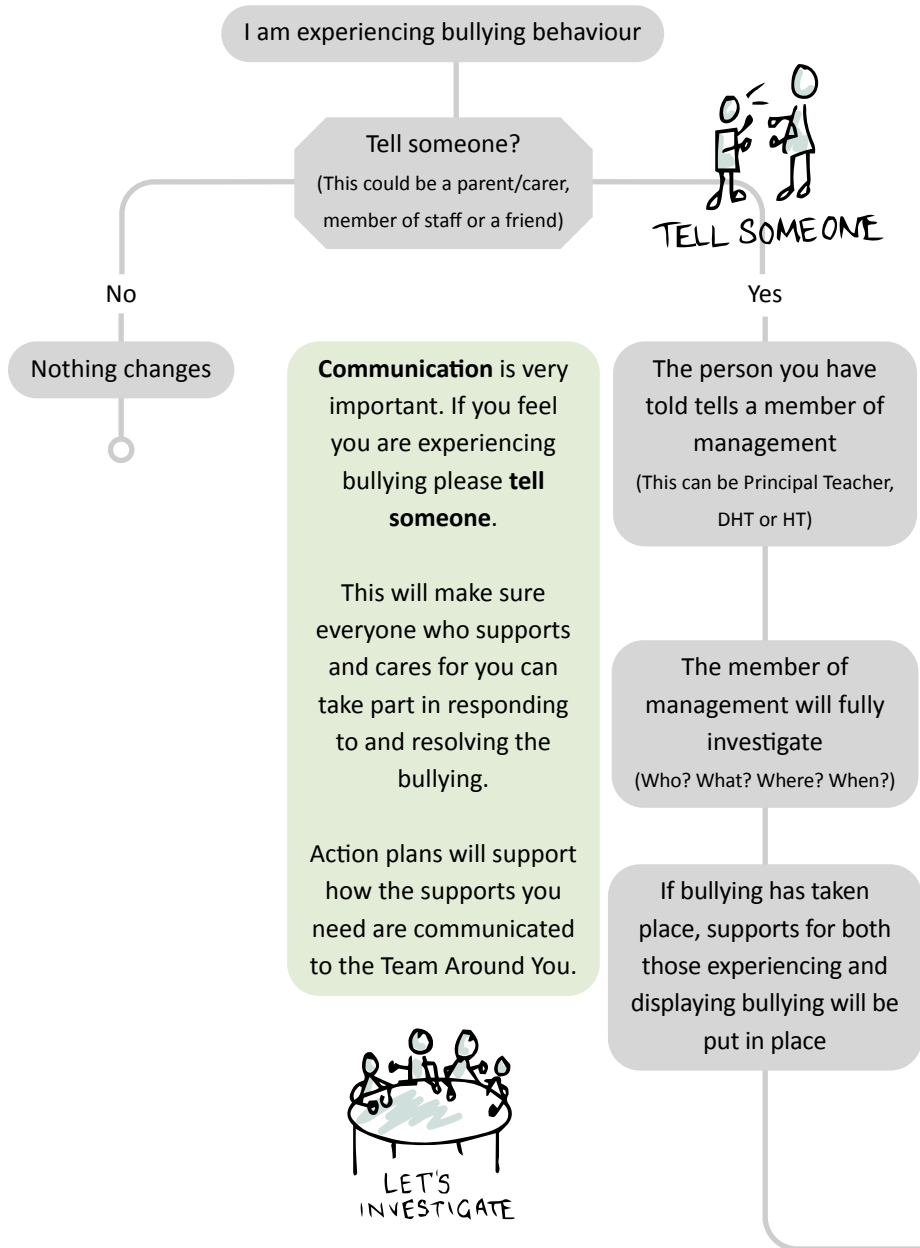 I am experiencing bullying behaviour
Tell someone?
(This could be a parent/carer,
member of staff or a friend)
TELL SOMEONE
No
Yes
Nothing changes
Communication is very
important. If you feel
you are experiencing
bullying please tell
someone.
This will make sure
everyone who supports
and cares for you can
take part in responding
to and resolving the
bullying.
Action plans will support
how the supports you
need are communicated
to the Team Around You.
The person you have
told tells a member of
management
(This can be Principal Teacher,
DHT or HT)
The member of
management will fully
investigate
(Who? What? Where? When?)
If bullying has taken
place, supports for both
those experiencing and
displaying bullying will be
put in place
LET'S
INVESTIGATE